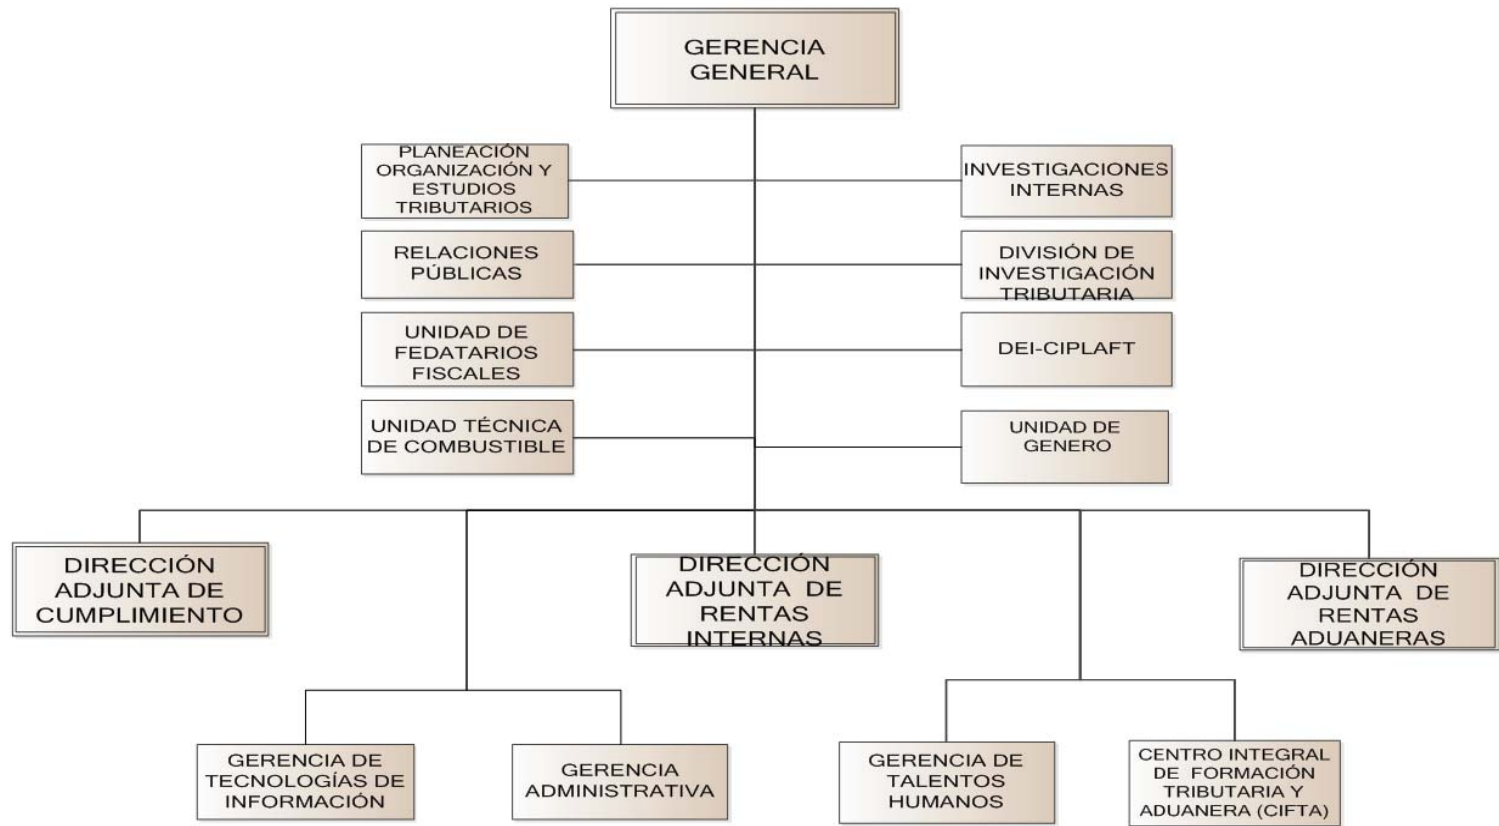 GERENCIA
GENERAL
PLANEACIÓN
ORGANIZACIÓN Y
ESTUDIOS
TRIBUTARIOS
INVESTIGACIONES
INTERNAS
RELACIONES
PÚBLICAS
DIVISIÓN DE
INVESTIGACIÓN
TRIBUTARIA
UNIDAD DE
FEDATARIOS
FISCALES
DEI-CIPLAFT
UNIDAD TÉCNICA
DE COMBUSTIBLE
UNIDAD DE
GENERO
DIRECCIÓN
ADJUNTA DE
CUMPLIMIENTO
DIRECCIÓN
ADJUNTA DE
RENTAS
INTERNAS
DIRECCIÓN
ADJUNTA DE
RENTAS
ADUANERAS
GERENCIA DE
TECNOLOGÍAS DE
INFORMACIÓN
GERENCIA
ADMINISTRATIVA
GERENCIA DE
TALENTOS
HUMANOS
CENTRO INTEGRAL
DE FORMACIÓN
TRIBUTARIA Y
ADUANERA (CIFTA)